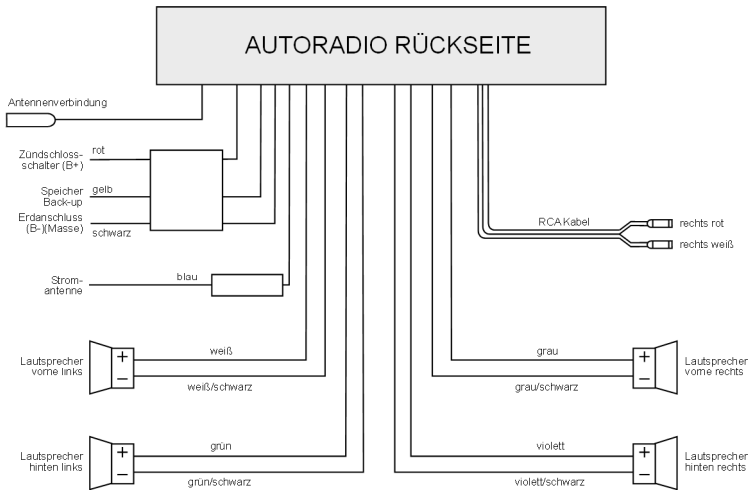 AUTORADIO RÜCKSEITE
Antennenverbindung
Zündschloss-
schalter (B+)
rot
Speicher
Back-up
gelb
Erdanschluss
(B-)(Masse)
schwarz
RCA Kabel
rechts rot
rechts weiß
Strom-
antenne
blau
Lautsprecher
vorne links
+
−
weiß
weiß/schwarz
grau
grau/schwarz
+
−
Lautsprecher
vorne rechts
Lautsprecher
hinten links
+
−
grün
grün/schwarz
violett
violett/schwarz
+
−
Lautsprecher
hinten rechts